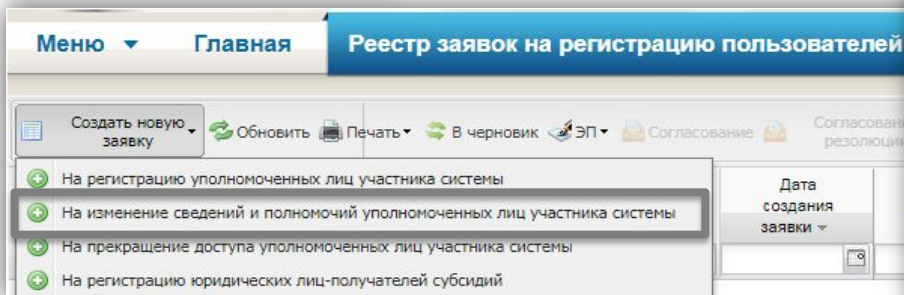 Меню Главная Реестр заявок на регистрацию пользователей
Создать новую
заявку
Обновить Печать В черновик ЭП Согласование
На регистрацию уполномоченных лиц участника системы
На изменение сведений и полномочий уполномоченных лиц участника системы
На прекращение доступа уполномоченных лиц участника системы
На регистрацию юридических лиц-получателей субсидий
Дата
создания
заявки